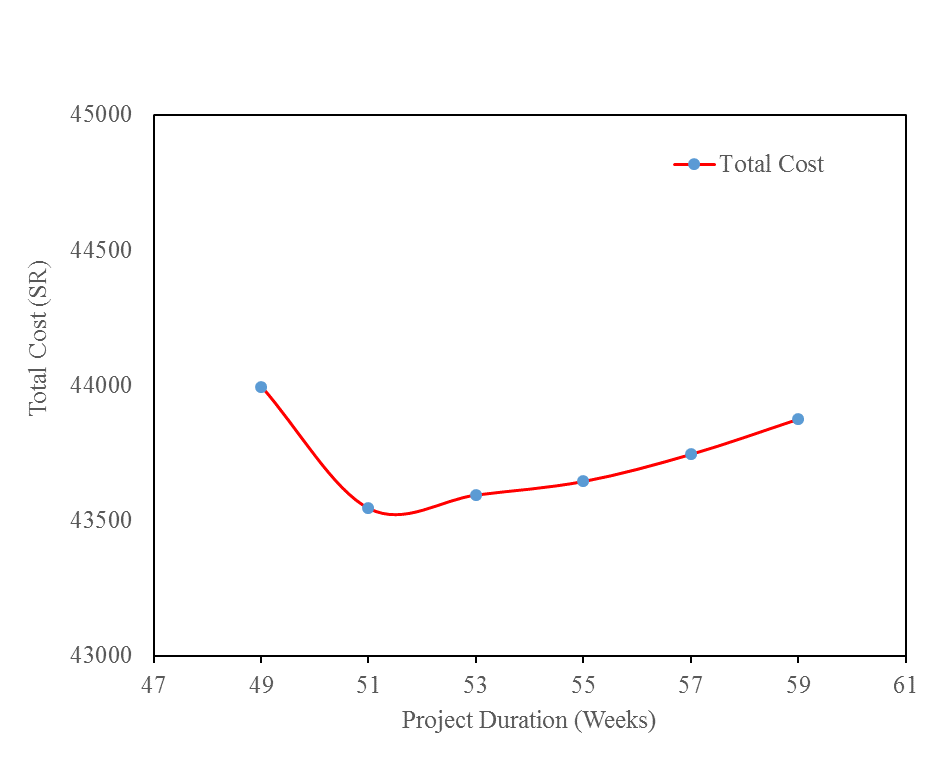 45000
44500
44000
43500
43000
Total Cost (SR)
Total Cost
47 49 51 53 55 57 59 61
Project Duration (Weeks)